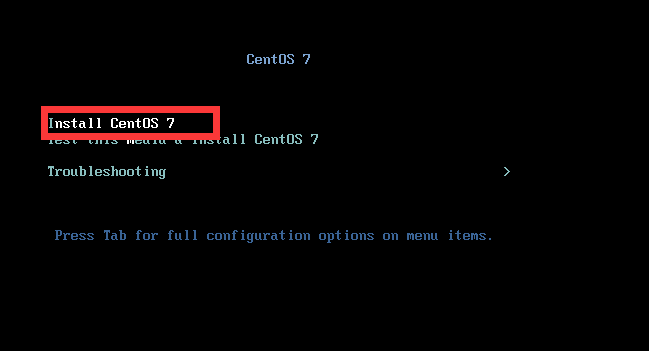 CentOS 7
Install CentOS 7
Test this media & install CentOS 7
Troubleshooting >
Press Tab for full configuration options on menu items.